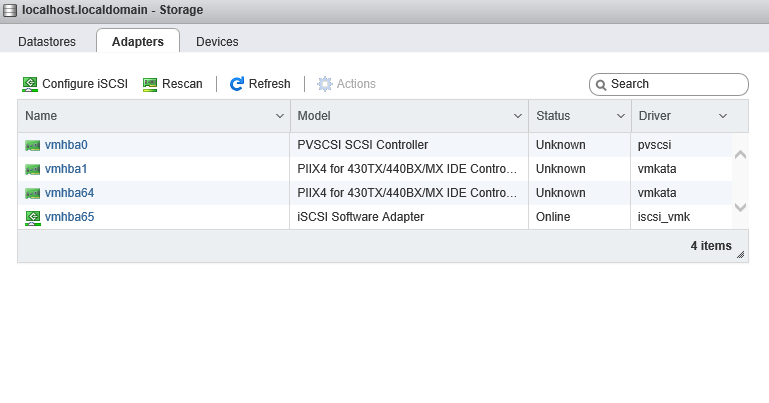 localhost.localdomain - Storage
Datastores Adapters Devices
Configure iSCSI Rescan Refresh Actions Search
Name Model Status Driver
vmhba0 PVSCSI SCSI Controller Unknown pvscsi
vmhba1 PIIX4 for 430TX/440BX/MX IDE Contro... Unknown vmkata
vmhba64 PIIX4 for 430TX/440BX/MX IDE Contro... Unknown vmkata
vmhba65 iSCSI Software Adapter Online iscsi_vmk
4 items